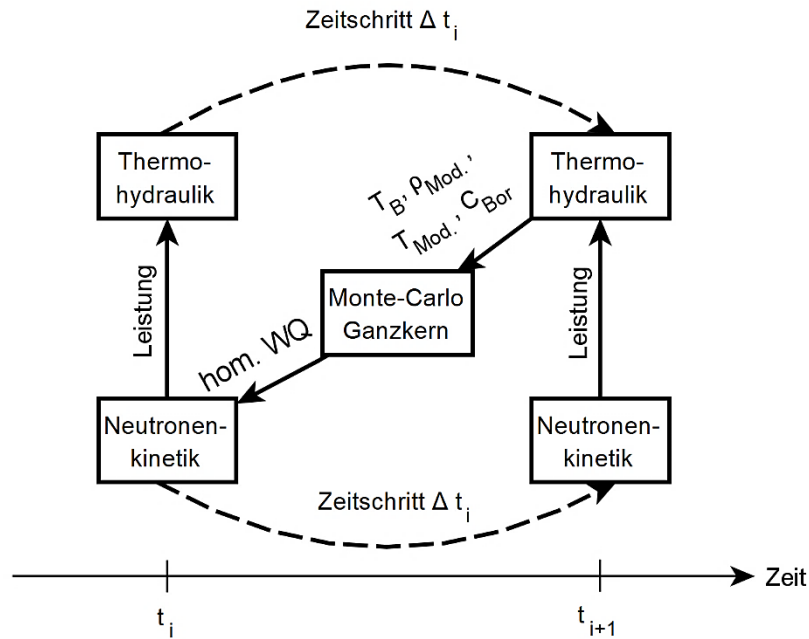 Zeitschritt Δ t_i
Thermo-
hydraulik
T_B, ρ_Mod.,
T_Mod., C_Bor
Thermo-
hydraulik
Leistung
Monte-Carlo
Ganzkern
Leistung
hom. WQ
Neutronen-
kinetik
Neutronen-
kinetik
Zeitschritt Δ t_i
Zeit
t_i
t_i+1